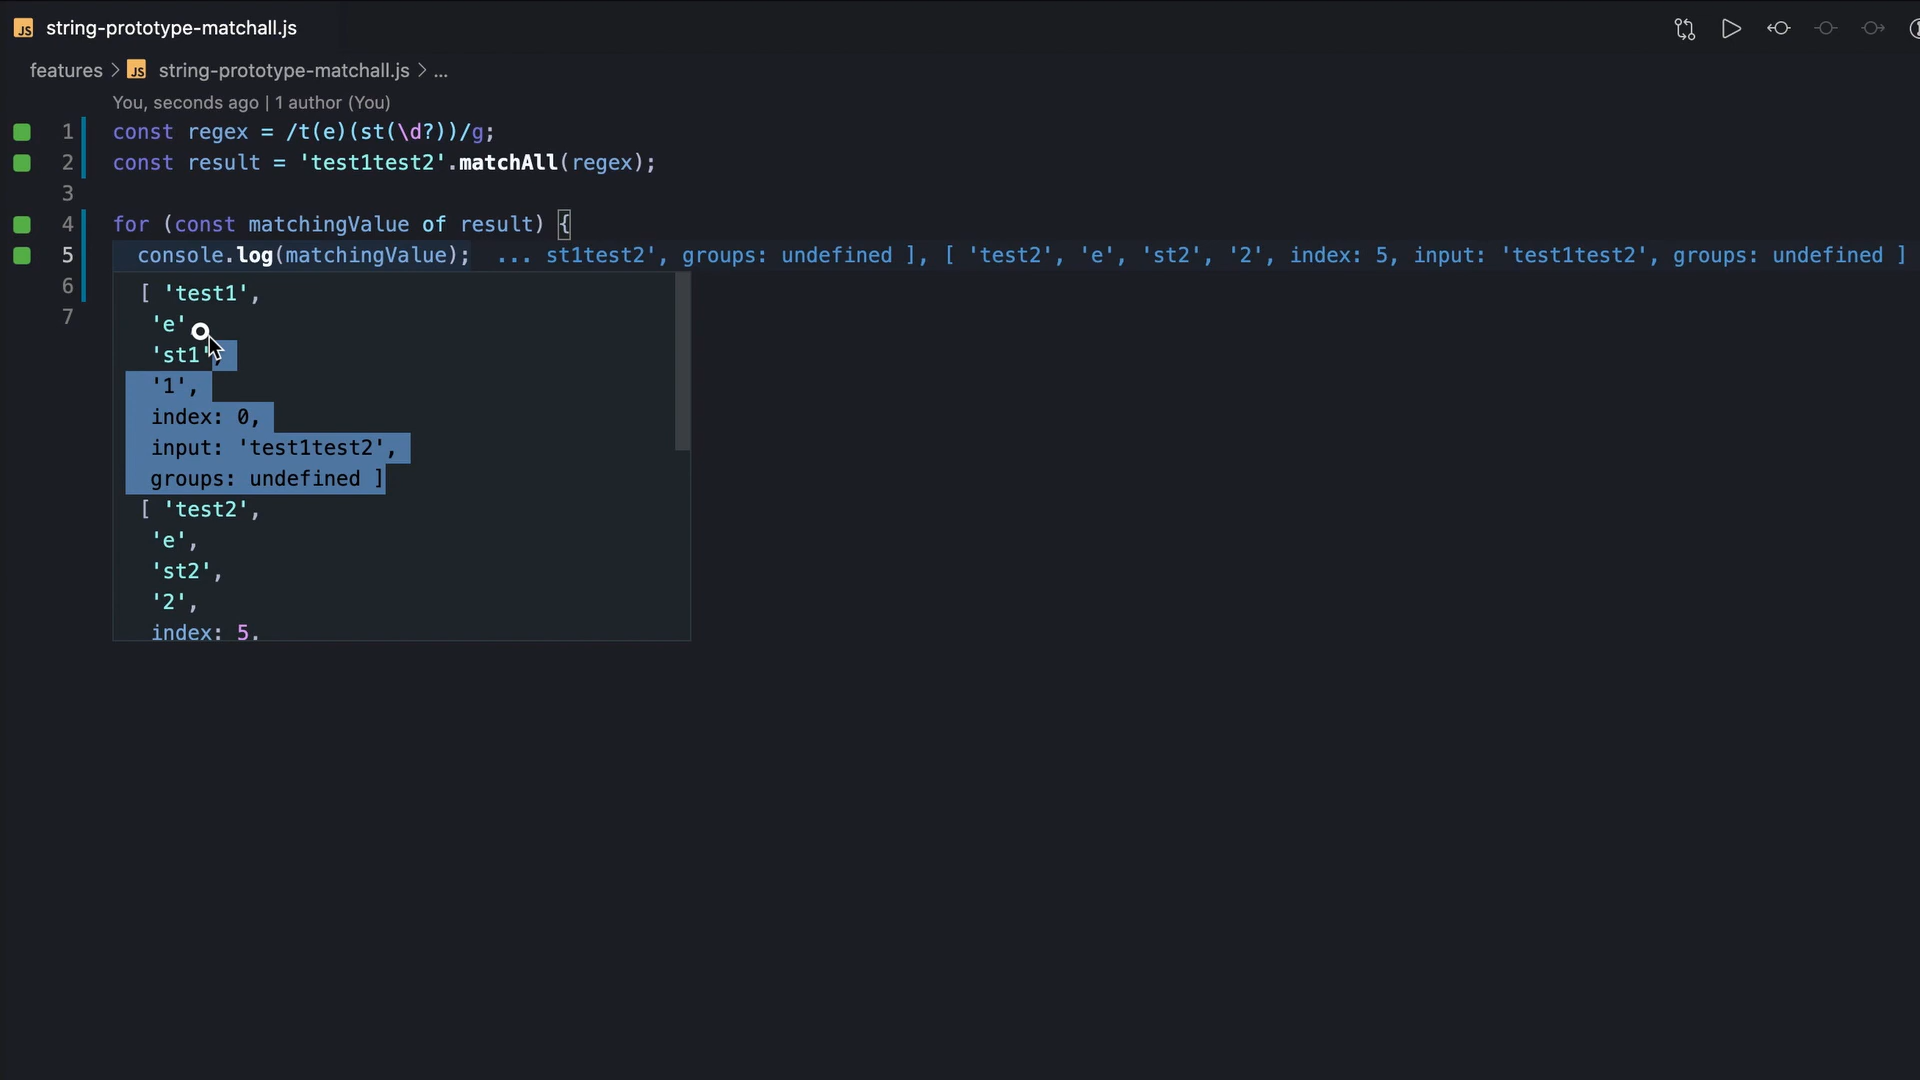 JS string-prototype-matchall.js
features > JS string-prototype-matchall.js > ...
You, seconds ago | 1 author (You)
1 const regex = /t(e)(st(\d?))/g;
2 const result = 'test1test2'.matchAll(regex);
3
4 for (const matchingValue of result) {
5 console.log(matchingValue); ... st1test2', groups: undefined ], [ 'test2', 'e', 'st2', '2', index: 5, input: 'test1test2', groups: undefined ]
6
7
[ 'test1',
'e'
'st1',
'1',
index: 0,
input: 'test1test2',
groups: undefined ]
[ 'test2',
'e',
'st2',
'2',
index: 5,